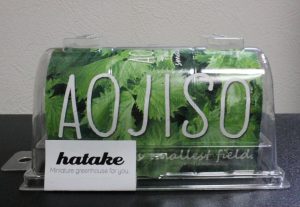 AOJISO
smallest field
hatake
Miniature greenhouse for you.